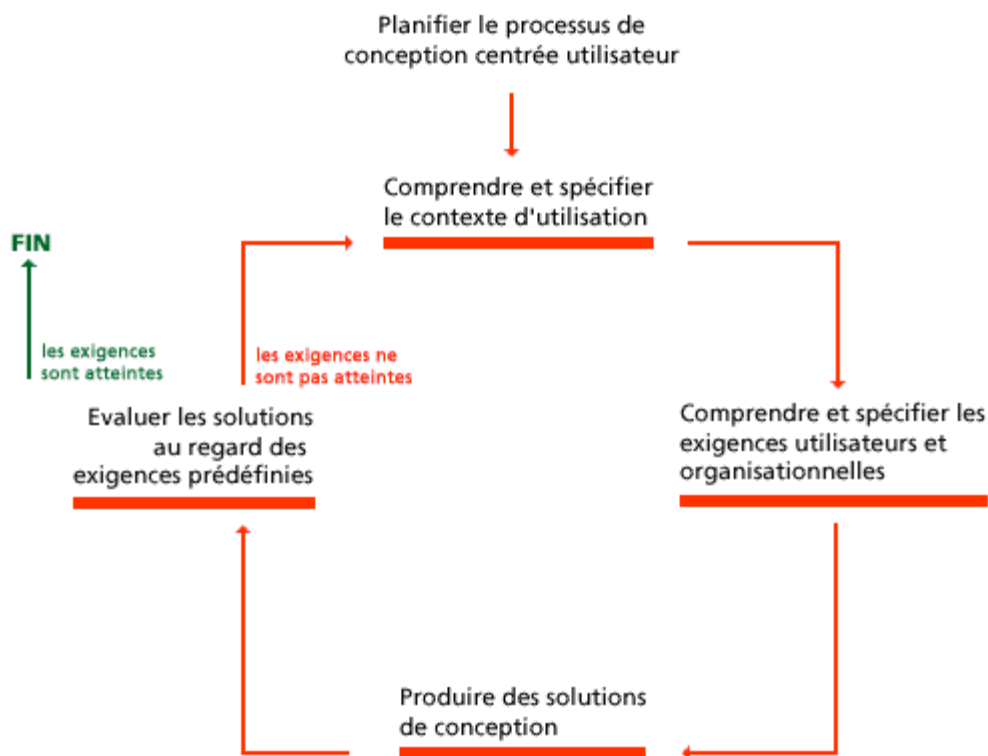 Planifier le processus de
conception centrée utilisateur
Comprendre et spécifier
le contexte d'utilisation
FIN
les exigences
sont atteintes
les exigences ne
sont pas atteintes
Evaluer les solutions
au regard des
exigences prédéfinies
Comprendre et spécifier les
exigences utilisateurs et
organisationnelles
Produire des solutions
de conception